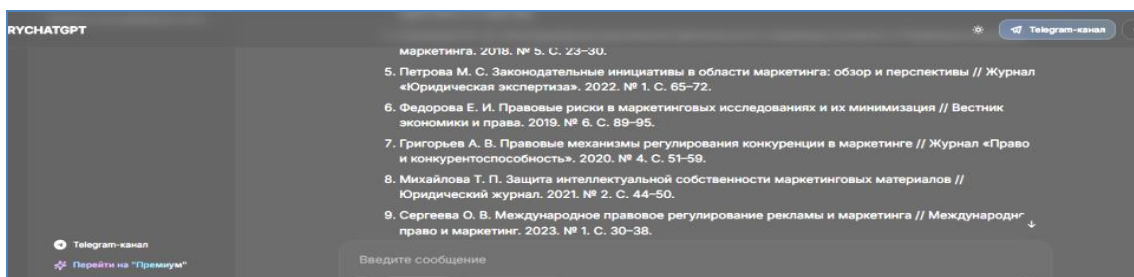 RYCHATGPT
Telegram-канал
маркетинга. 2018. № 5. С. 23–30.
5. Петрова М. С. Законодательные инициативы в области маркетинга: обзор и перспективы // Журнал
«Юридическая экспертиза». 2022. № 1. С. 65–72.
6. Федорова Е. И. Правовые риски в маркетинговых исследованиях и их минимизация // Вестник
экономики и права. 2019. № 6. С. 89–95.
7. Григорьев А. В. Правовые механизмы регулирования конкуренции в маркетинге // Журнал «Право
и конкурентоспособность». 2020. № 4. С. 51–59.
8. Михайлова Т. П. Защита интеллектуальной собственности маркетинговых материалов //
Юридический журнал. 2021. № 2. С. 44–50.
9. Сергеева О. В. Международное правовое регулирование рекламы и маркетинга // Международн
право и маркетинг. 2023. № 1. С. 30–38.
Telegram-канал
Перейти на "Премиум"
Введите сообщение